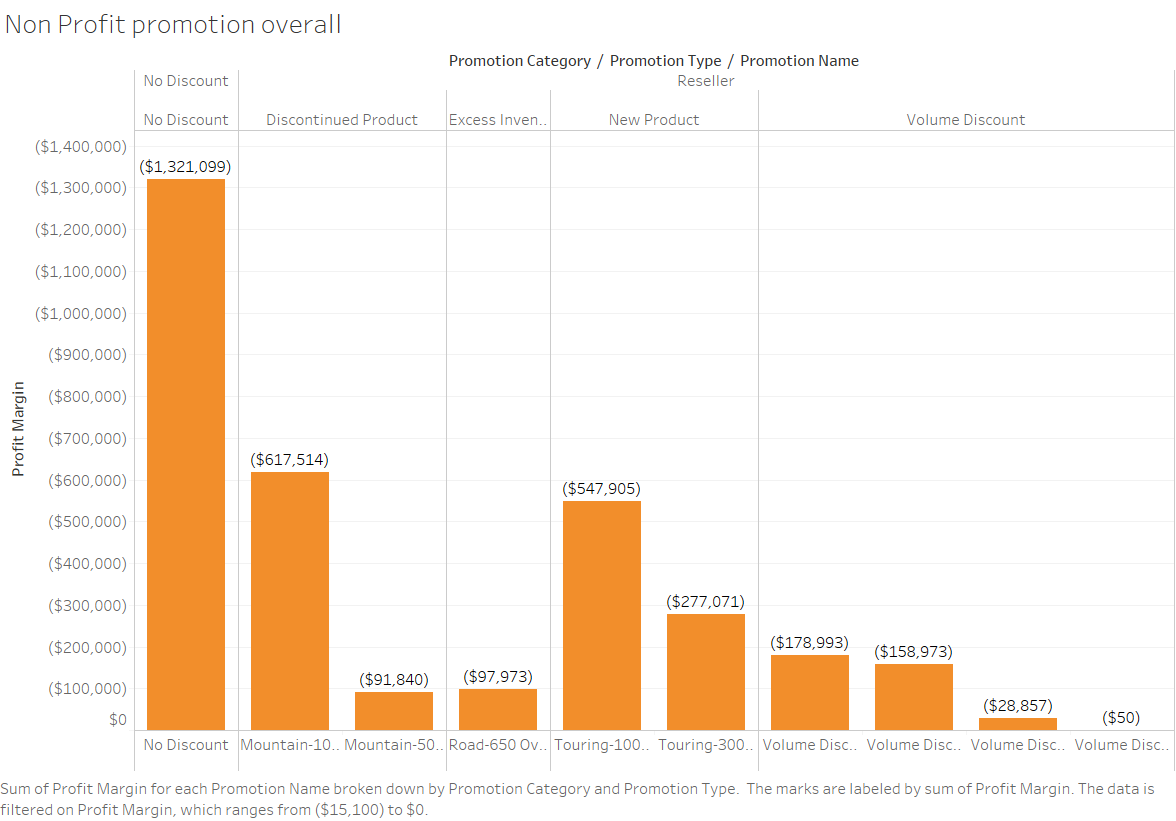 Non Profit promotion overall
Promotion Category / Promotion Type / Promotion Name
No Discount
Reseller
No Discount
Discontinued Product
Excess Inven..
New Product
Volume Discount
($1,400,000)
($1,300,000)
($1,200,000)
($1,100,000)
($1,000,000)
($900,000)
($800,000)
($700,000)
($600,000)
($500,000)
($400,000)
($300,000)
($200,000)
($100,000)
$0
Profit Margin
($1,321,099)
($617,514)
($91,840)
($97,973)
($547,905)
($277,071)
($178,993)
($158,973)
($28,857)
($50)
No Discount
Mountain-10..
Mountain-50..
Road-650 Ov..
Touring-100..
Touring-300..
Volume Disc..
Volume Disc..
Volume Disc..
Volume Disc..
Sum of Profit Margin for each Promotion Name broken down by Promotion Category and Promotion Type.  The marks are labeled by sum of Profit Margin. The data is
filtered on Profit Margin, which ranges from ($15,100) to $0.